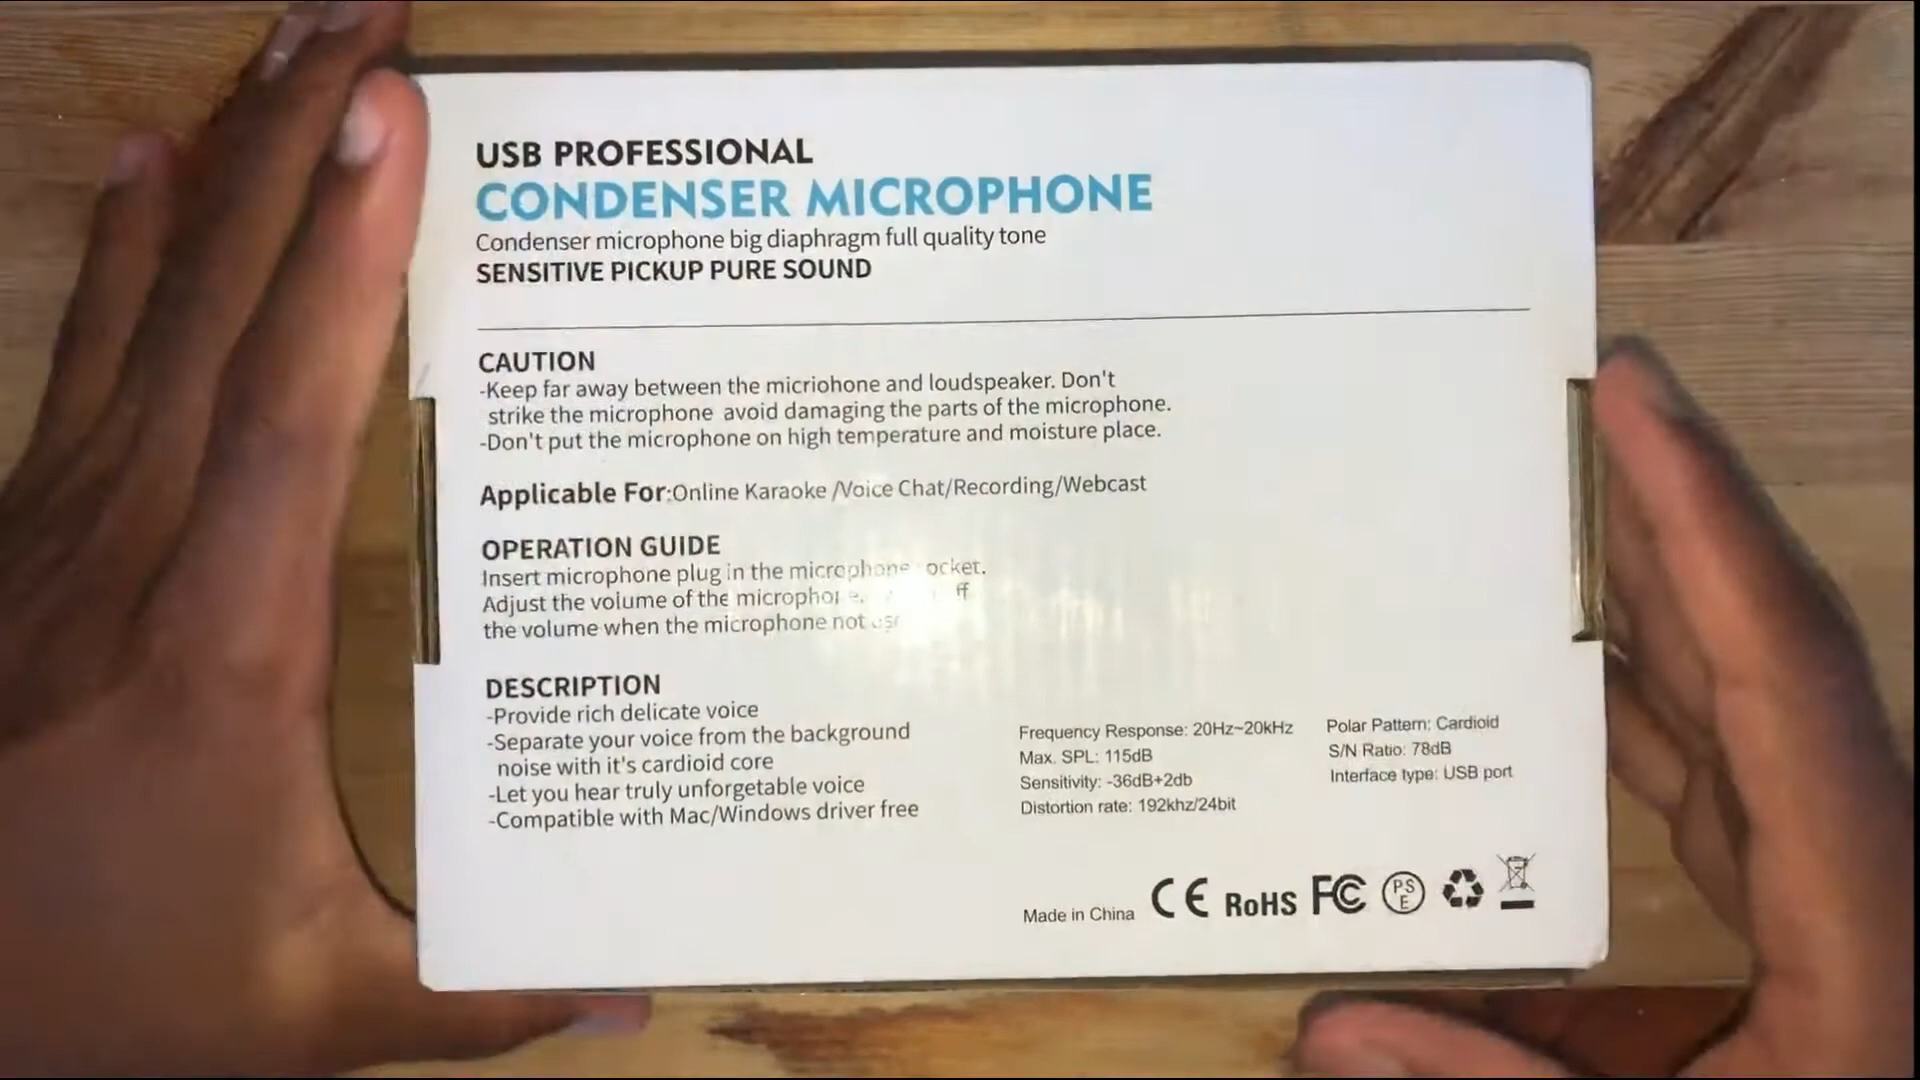 USB PROFESSIONAL
CONDENSER MICROPHONE
Condenser microphone big diaphragm full quality tone
SENSITIVE PICKUP PURE SOUND
CAUTION
-Keep far away between the micriohone and loudspeaker. Don't
strike the microphone avoid damaging the parts of the microphone.
-Don't put the microphone on high temperature and moisture place.
Applicable For:Online Karaoke /Voice Chat/Recording/Webcast
OPERATION GUIDE
Insert microphone plug in the microphone
Adjust the volume of the
the volume when the microphone not
DESCRIPTION
-Provide rich delicate voice
-Separate your voice from the background
noise with it's cardioid core
-Let you hear truly unforgetable voice
-Compatible with Mac/Windows driver free
Frequency Response: 20Hz~20kHz
Max. SPL: 115dB
Sensitivity: -36dB+2db
Distortion rate: 192khz/24bit
Polar Pattern: Cardioid
S/N Ratio: 78dB
Interface type: USB port
Made in China CE RoHS FC PSE